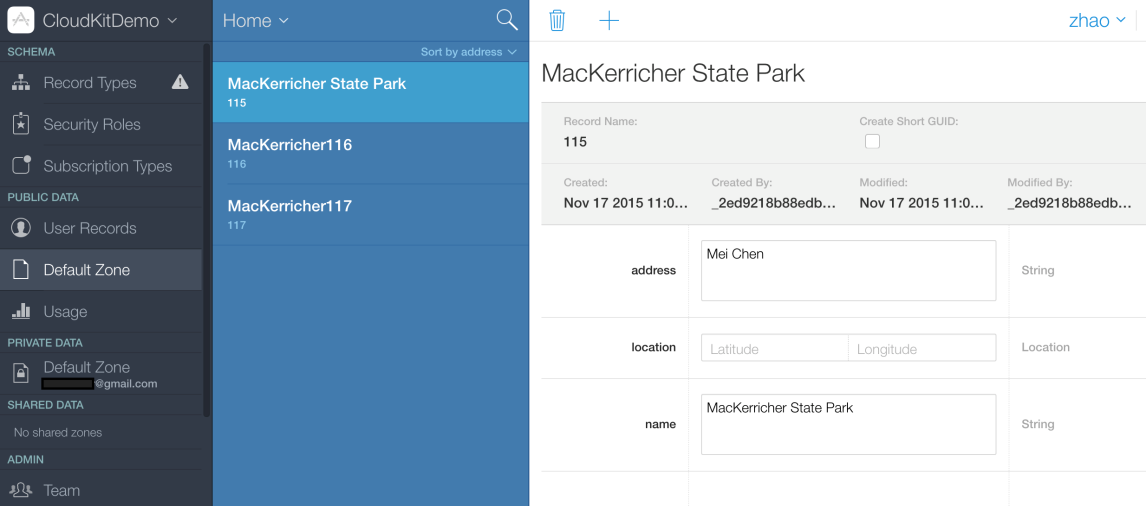 CloudKitDemo
SCHEMA
Record Types
Security Roles
Subscription Types
PUBLIC DATA
User Records
Default Zone
Usage
PRIVATE DATA
Default Zone
@gmail.com
SHARED DATA
No shared zones
ADMIN
Team
Home
Sort by address
MacKerricher State Park
115
MacKerricher116
116
MacKerricher117
117
zhao
MacKerricher State Park
Record Name:
115
Create Short GUID:
Created:
Nov 17 2015 11:0...
Created By:
_2ed9218b88edb...
Modified:
Nov 17 2015 11:0...
Modified By:
_2ed9218b88edb...
address
Mei Chen
String
location
Latitude
Longitude
Location
name
MacKerricher State Park
String